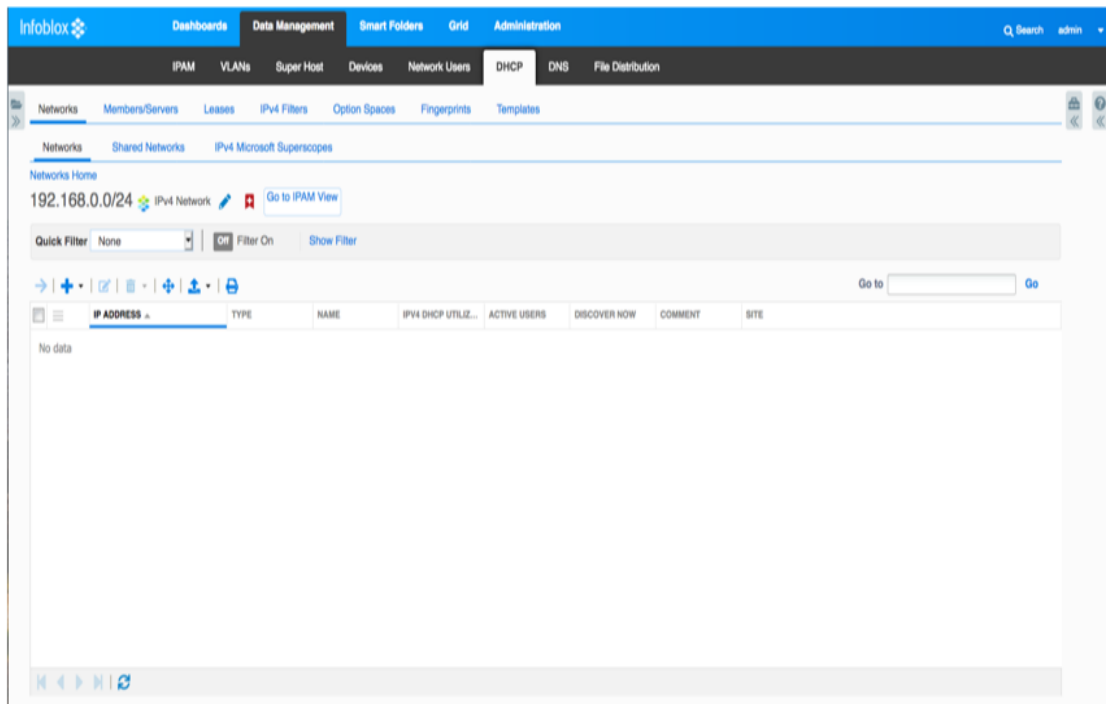 Infoblox Dashboards Data Management Smart Folders Grid Administration Search admin
IPAM VLANs Super Host Devices Network Users DHCP DNS File Distribution
Networks Members/Servers Leases IPv4 Filters Option Spaces Fingerprints Templates
Networks Shared Networks IPv4 Microsoft Superscopes
Networks Home
192.168.0.0/24 IPv4 Network Go to IPAM View
Quick Filter None Off Filter On Show Filter
Go to Go
IP ADDRESS TYPE NAME IPV4 DHCP UTILIZ... ACTIVE USERS DISCOVER NOW COMMENT SITE
No data